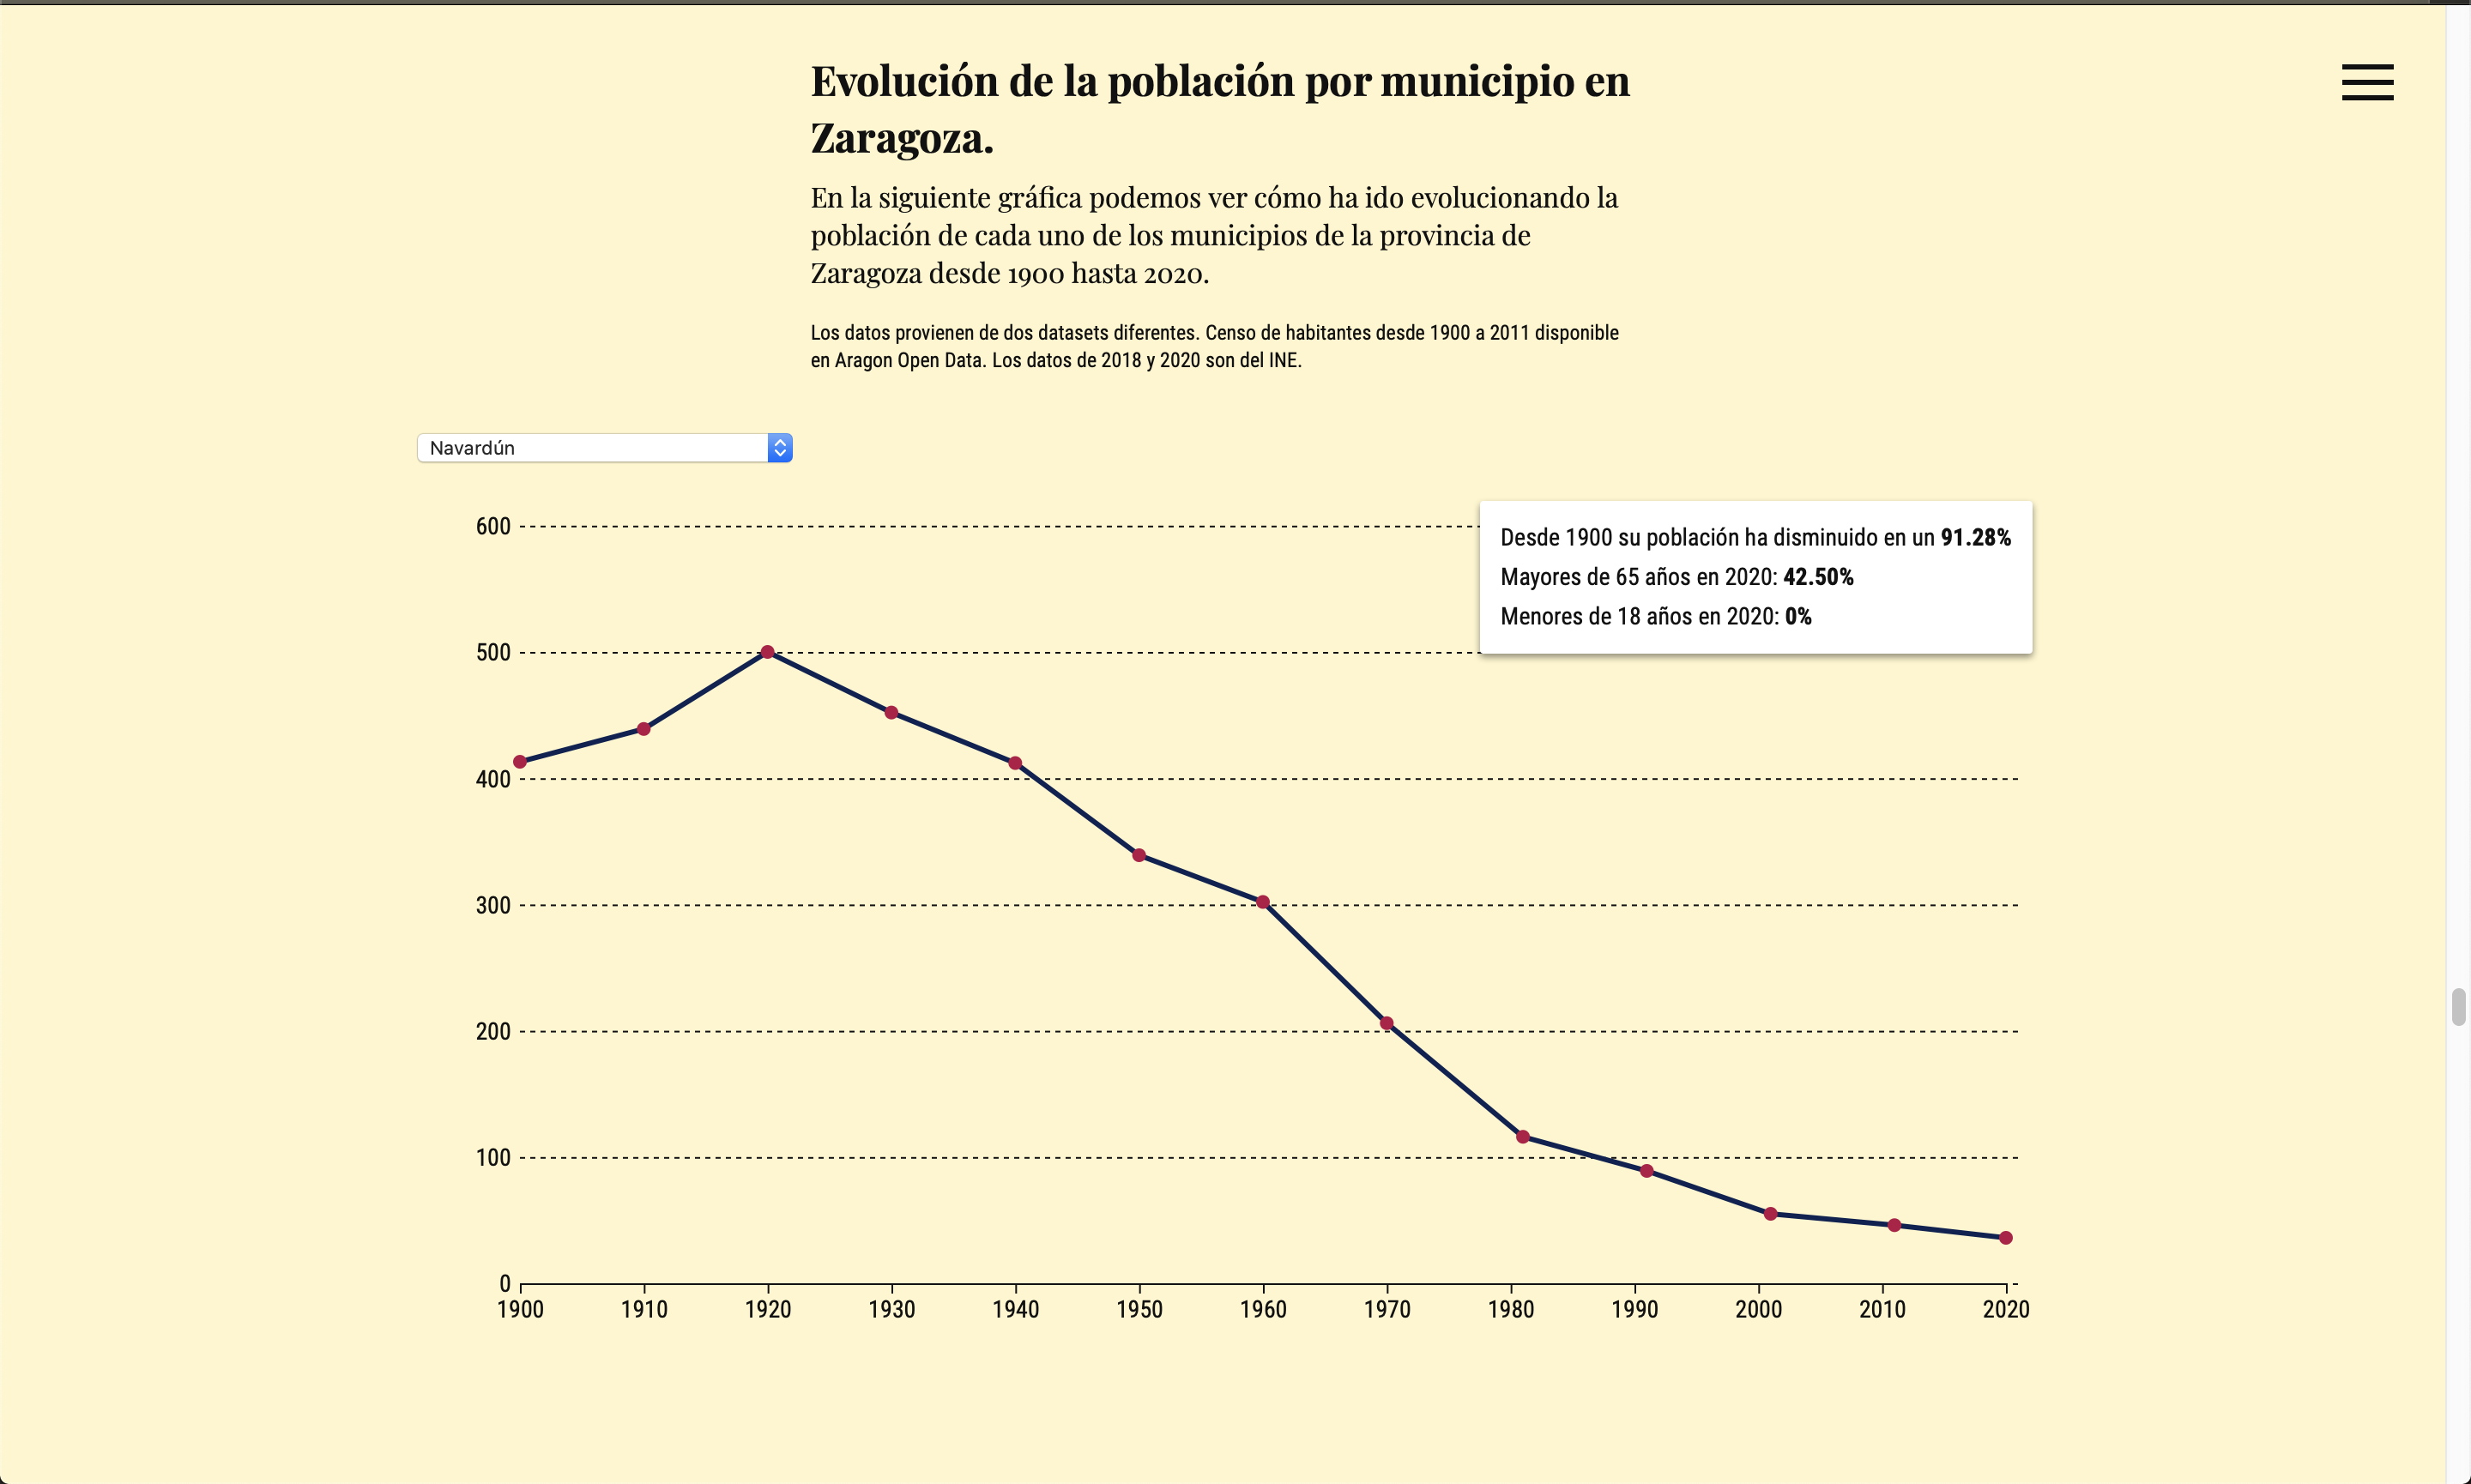 Evolución de la población por municipio en
Zaragoza.
En la siguiente gráfica podemos ver cómo ha ido evolucionando la
población de cada uno de los municipios de la provincia de
Zaragoza desde 1900 hasta 2020.
Los datos provienen de dos datasets diferentes. Censo de habitantes desde 1900 a 2011 disponible
en Aragon Open Data. Los datos de 2018 y 2020 son del INE.
Navardún
Desde 1900 su población ha disminuido en un 91.28%
Mayores de 65 años en 2020: 42.50%
Menores de 18 años en 2020: 0%
600
500
400
300
200
100
0
1900 1910 1920 1930 1940 1950 1960 1970 1980 1990 2000 2010 2020